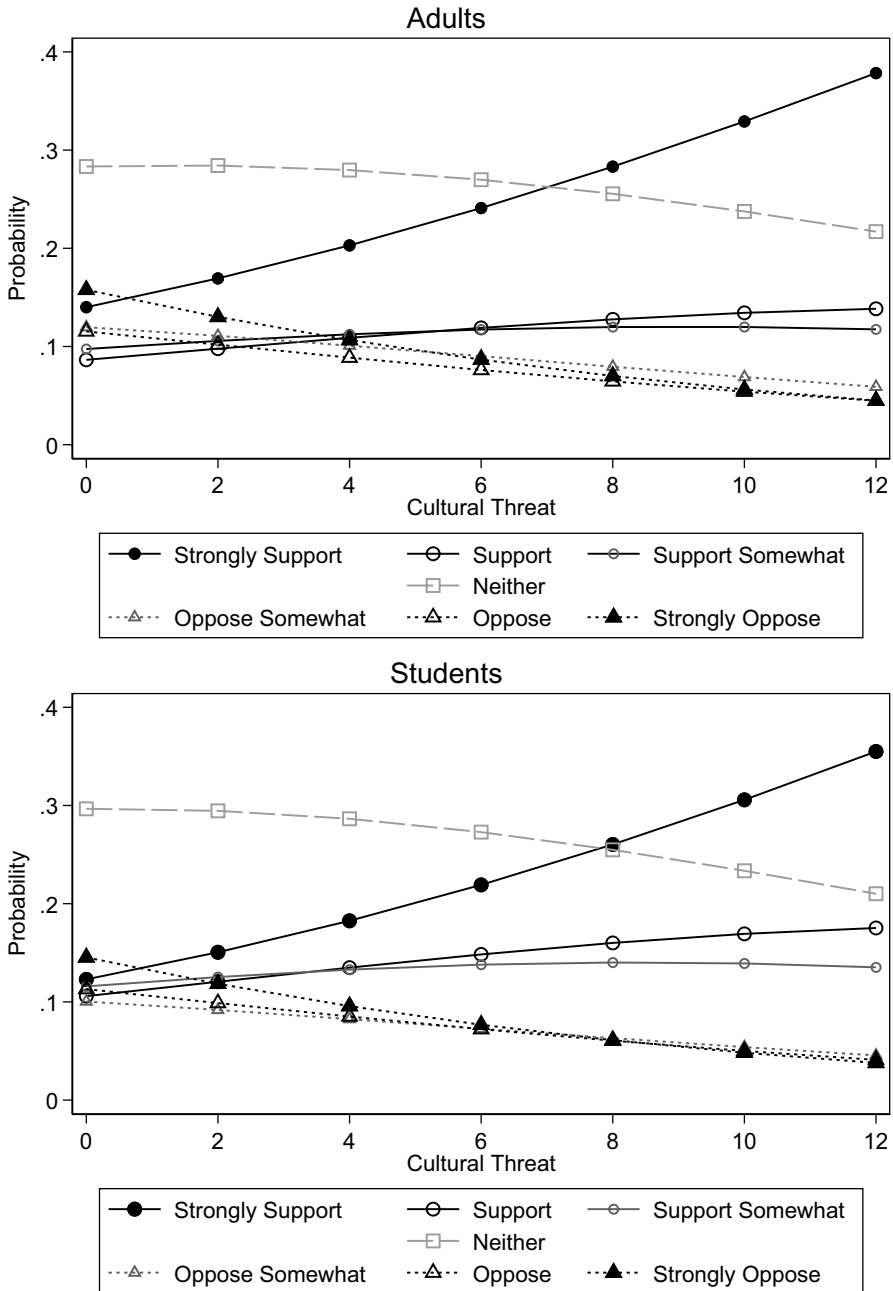 Adults
.4
.3
.2
.1
0
Probability
0 2 4 6 8 10 12
Cultural Threat
Strongly Support Support Support Somewhat
Neither
Oppose Somewhat Oppose Strongly Oppose
Students
.4
.3
.2
.1
0
Probability
0 2 4 6 8 10 12
Cultural Threat
Strongly Support Support Support Somewhat
Neither
Oppose Somewhat Oppose Strongly Oppose